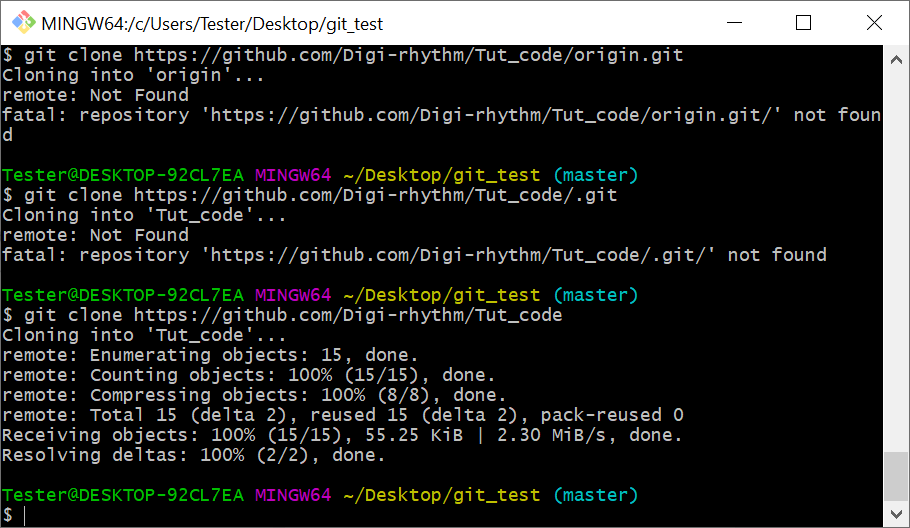 MINGW64:/c/Users/Tester/Desktop/git_test
$ git clone https://github.com/Digi-rhythm/Tut_code/origin.git
Cloning into 'origin'...
remote: Not Found
fatal: repository 'https://github.com/Digi-rhythm/Tut_code/origin.git/' not foun
d
Tester@DESKTOP-92CL7EA MINGW64 ~/Desktop/git_test (master)
$ git clone https://github.com/Digi-rhythm/Tut_code/.git
Cloning into 'Tut_code'...
remote: Not Found
fatal: repository 'https://github.com/Digi-rhythm/Tut_code/.git/' not found
Tester@DESKTOP-92CL7EA MINGW64 ~/Desktop/git_test (master)
$ git clone https://github.com/Digi-rhythm/Tut_code
Cloning into 'Tut_code'...
remote: Enumerating objects: 15, done.
remote: Counting objects: 100% (15/15), done.
remote: Compressing objects: 100% (8/8), done.
remote: Total 15 (delta 2), reused 15 (delta 2), pack-reused 0
Receiving objects: 100% (15/15), 55.25 KiB | 2.30 MiB/s, done.
Resolving deltas: 100% (2/2), done.
Tester@DESKTOP-92CL7EA MINGW64 ~/Desktop/git_test (master)
$